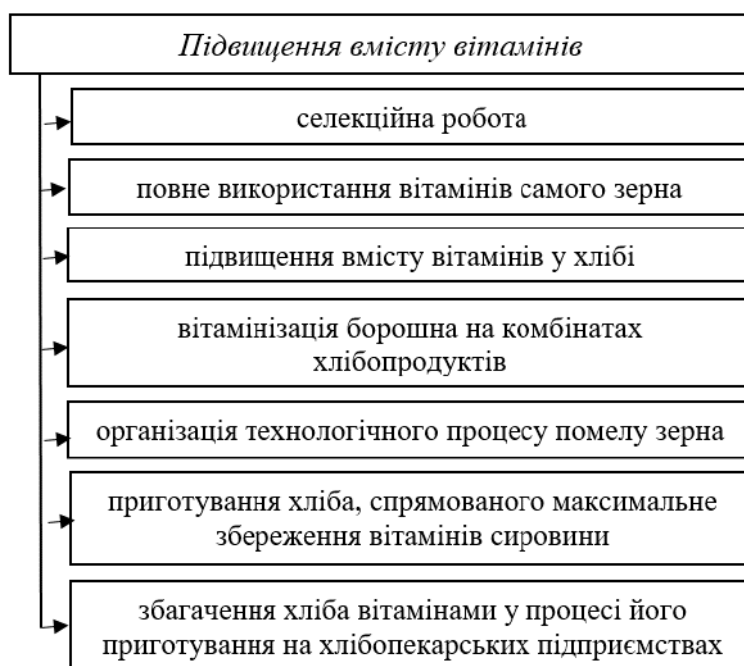 Підвищення вмісту вітамінів
селекційна робота
повне використання вітамінів самого зерна
підвищення вмісту вітамінів у хлібі
вітамінізація борошна на комбінатах
хлібопродуктів
організація технологічного процесу помелу зерна
приготування хліба, спрямованого максимальне
збереження вітамінів сировини
збагачення хліба вітамінами у процесі його
приготування на хлібопекарських підприємствах